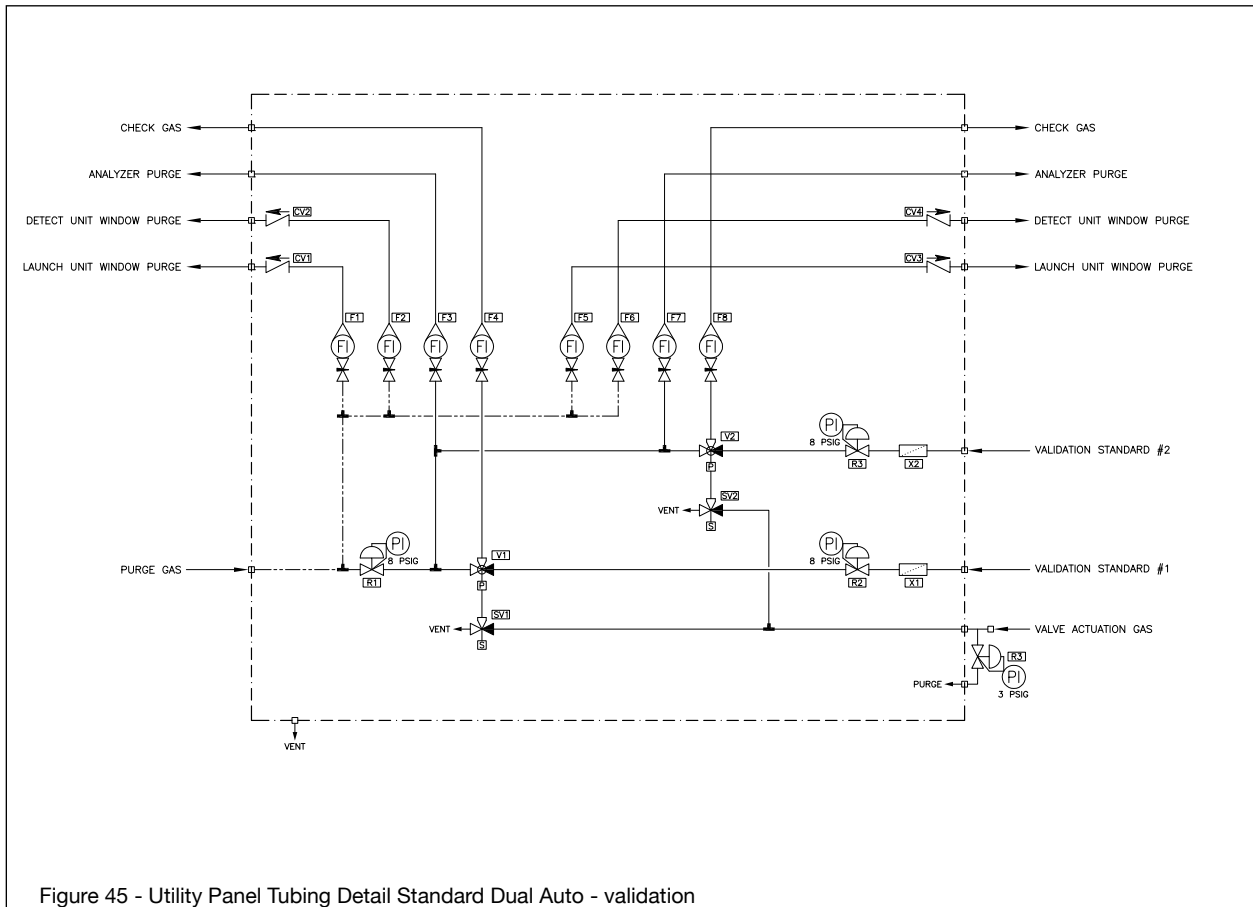 CHECK GAS
CHECK GAS
ANALYZER PURGE
ANALYZER PURGE
CV2
CV4
DETECT UNIT WINDOW PURGE
DETECT UNIT WINDOW PURGE
CV1
CV3
LAUNCH UNIT WINDOW PURGE
LAUNCH UNIT WINDOW PURGE
F1
F2
F3
F4
F5
F6
F7
F8
FI
FI
FI
FI
FI
FI
FI
FI
PI
8 PSIG
V2
R3
X2
P
VALIDATION STANDARD #2
SV2
VENT
S
PI
8 PSIG
PI
8 PSIG
V1
PURGE GAS
R1
P
R2
X1
VALIDATION STANDARD #1
SV1
VENT
S
VALVE ACTUATION GAS
R3
PI
3 PSIG
PURGE
VENT
Figure 45 - Utility Panel Tubing Detail Standard Dual Auto - validation